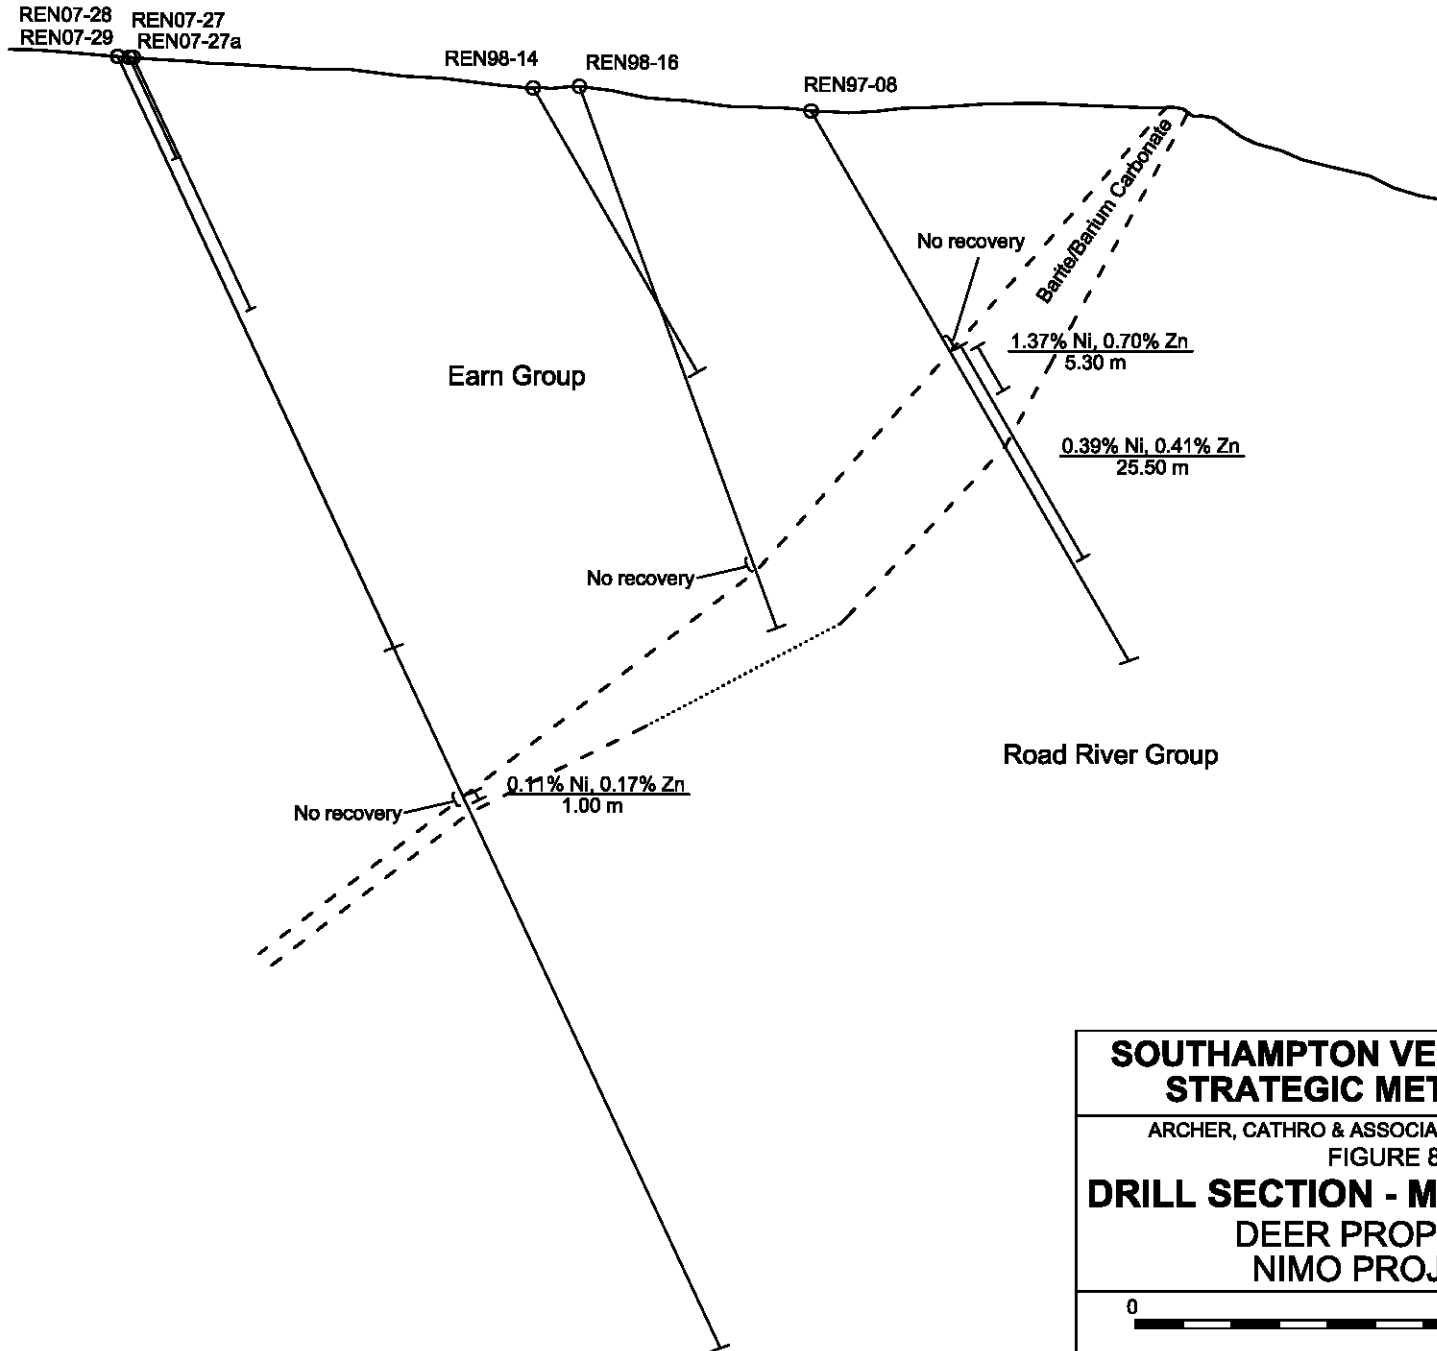 REN07-28
REN07-27
REN07-29
REN07-27a
REN98-14
REN98-16
REN97-08
Barite/Barium Carbonate
No recovery
1.37% Ni, 0.70% Zn
5.30 m
Earn Group
0.39% Ni, 0.41% Zn
25.50 m
No recovery
Road River Group
0.11% Ni, 0.17% Zn
1.00 m
No recovery
SOUTHAMPTON VE
STRATEGIC MET
ARCHER, CATHRO & ASSOCIA
FIGURE 8
DRILL SECTION - M
DEER PROP
NIMO PROJ
0